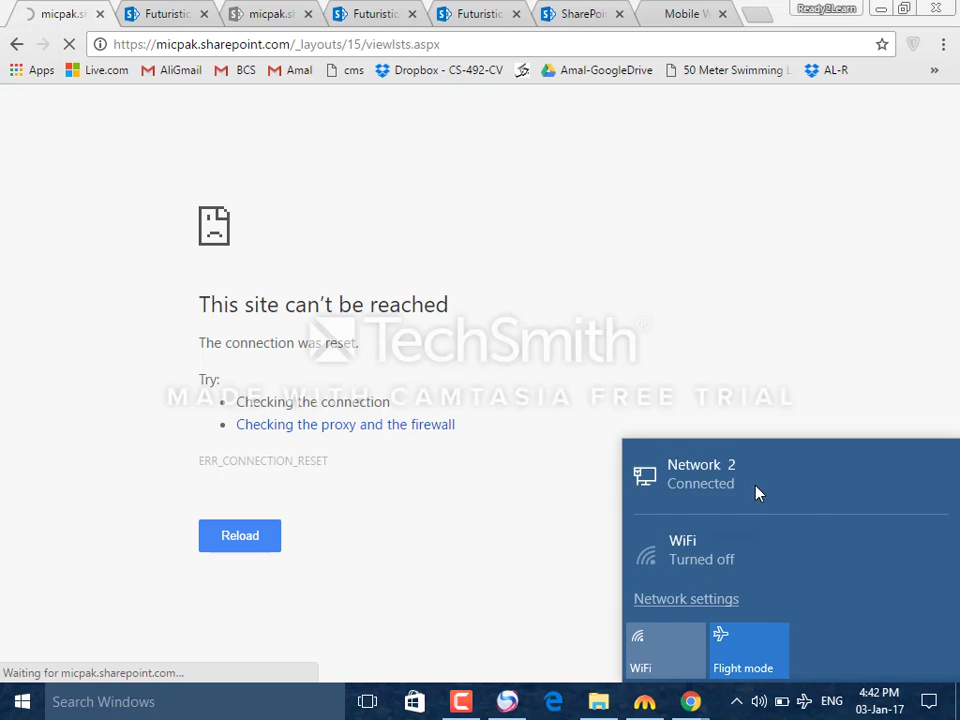 micpak.s
Futuristic
micpak.s
Futuristic
Futuristic
SharePoi
Mobile W
Ready2Learn
https://micpak.sharepoint.com/_layouts/15/viewlsts.aspx
Apps Live.com AliGmail BCS Amal cms Dropbox - CS-492-CV Amal-GoogleDrive 50 Meter Swimming AL-R »
This site can't be reached
The connection was reset.
TechSmith®
Try:
MADE WITH CAMTASIA FREE TRIAL
• Checking the connection
• Checking the proxy and the firewall
ERR_CONNECTION_RESET
Reload
Network 2
Connected
WiFi
Turned off
Network settings
WiFi
Flight mode
Waiting for micpak.sharepoint.com...
Search Windows
ENG
4:42 PM
03-Jan-17